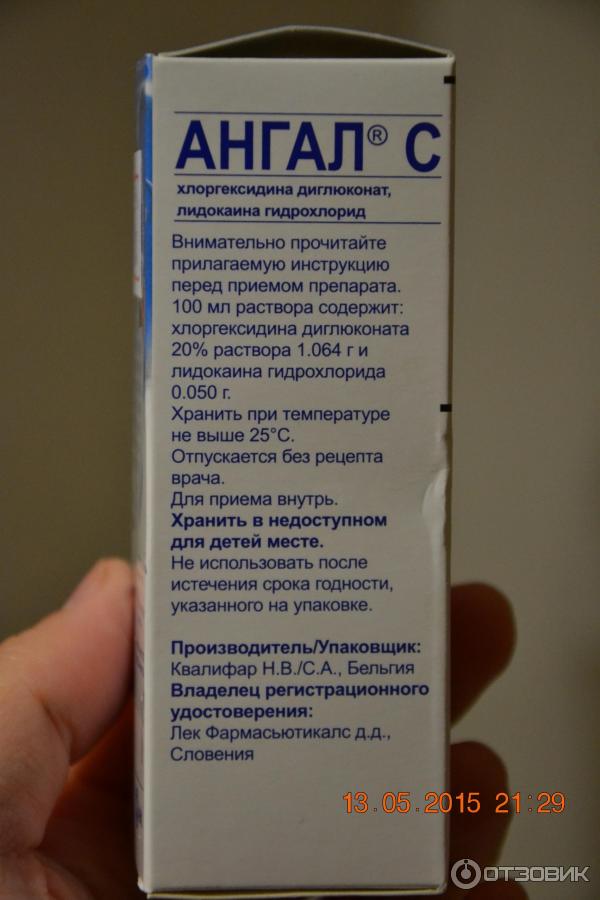 АНГАЛ® С
хлоргексидина диглюконат,
лидокаина гидрохлорид
Внимательно прочитайте
прилагаемую инструкцию
перед приемом препарата.
100 мл раствора содержит:
хлоргексидина диглюконата
20% раствора 1.064 г и
лидокаина гидрохлорида
0.050 г.
Хранить при температуре
не выше 25°С.
Отпускается без рецепта
врача.
Для приема внутрь.
Хранить в недоступном
для детей месте.
Не использовать после
истечения срока годности,
указанного на упаковке.
Производитель/Упаковщик:
Квалифар Н.В./С.А., Бельгия
Владелец регистрационного
удостоверения:
Лек Фармасьютикалс д.д.,
Словения
13.05.2015 21:29
ОТЗОВИК